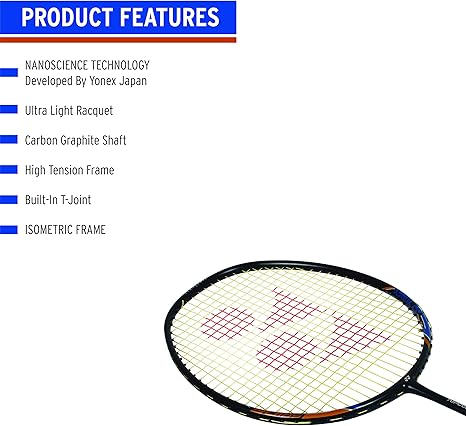 PRODUCT FEATURES
NANOSCIENCE TECHNOLOGY
Developed By Yonex Japan
Ultra Light Racquet
Carbon Graphite Shaft
High Tension Frame
Built-In T-Joint
ISOMETRIC FRAME